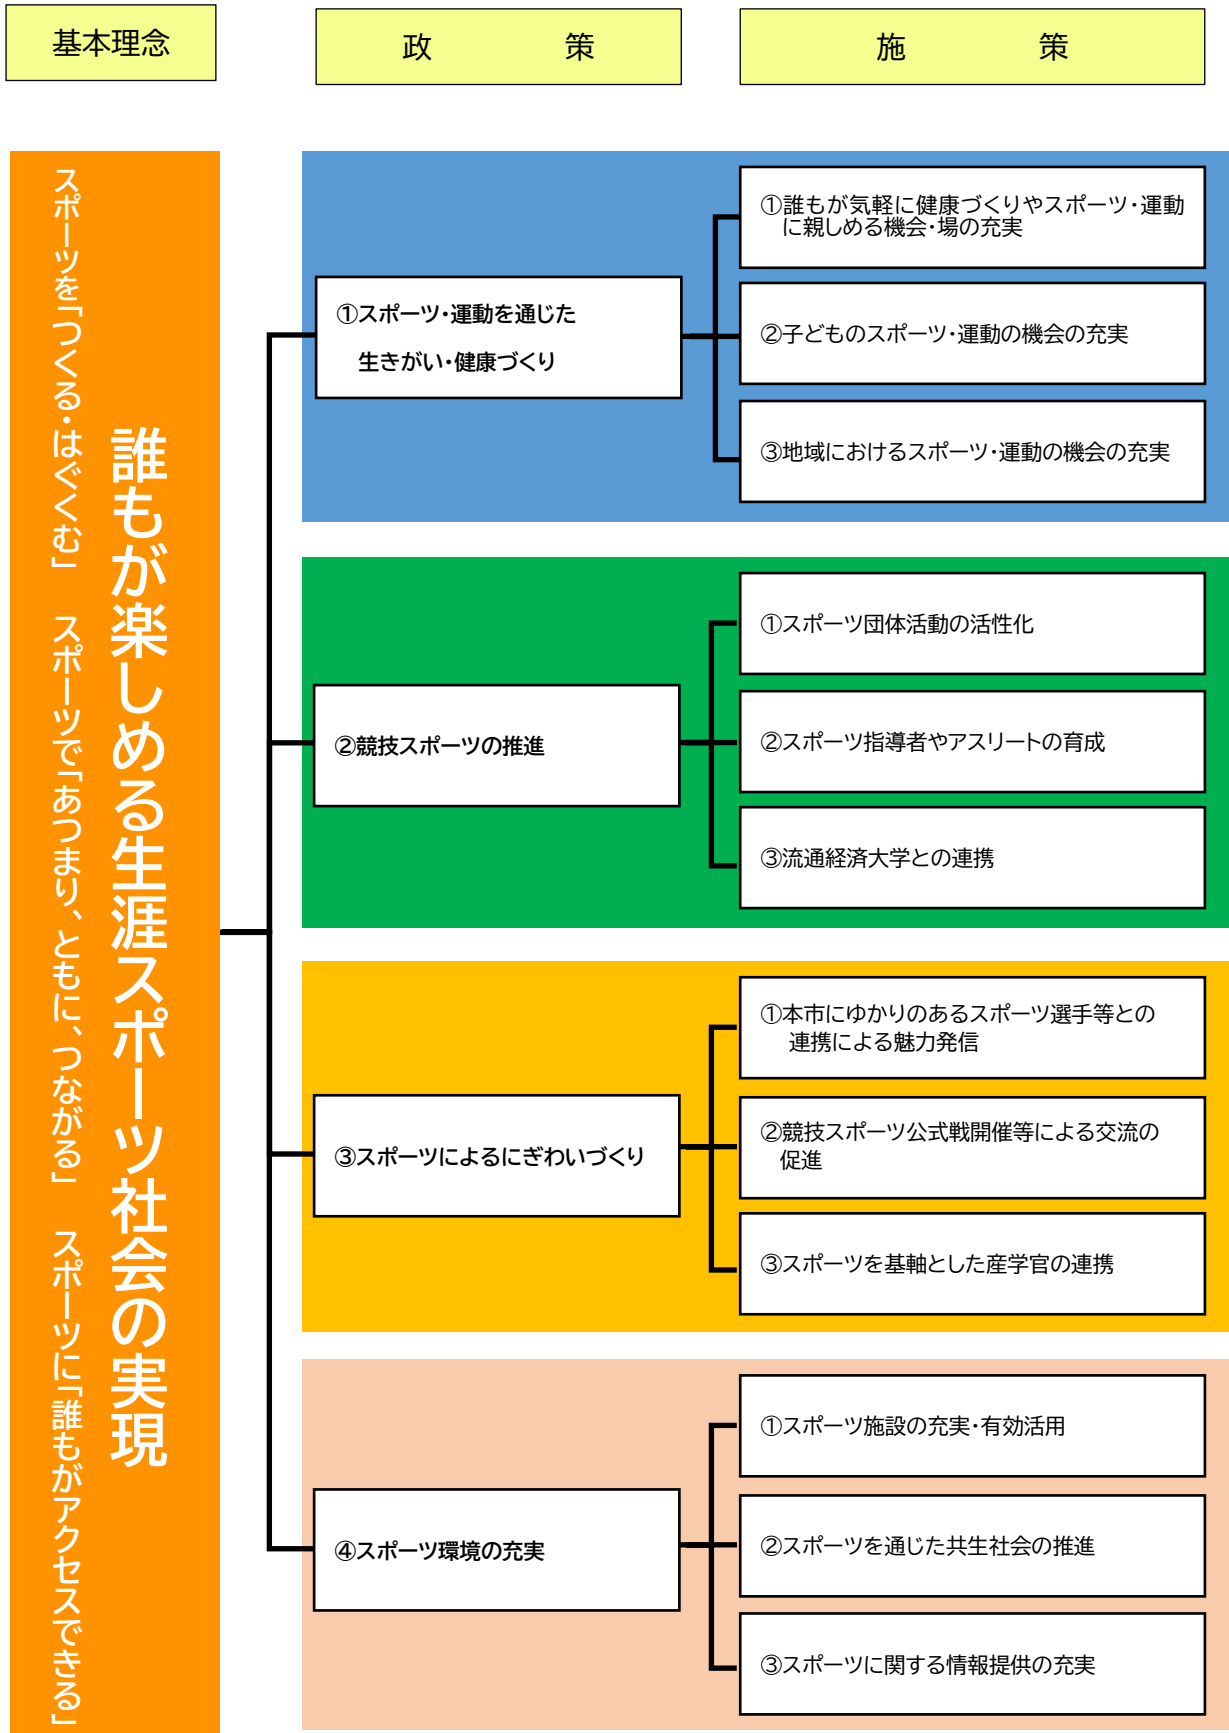 基本理念
政策
施策
誰もが楽しめる生涯スポーツ社会の実現
スポーツを「つくる・はぐくむ」　スポーツで「あつまり、ともに、つながる」　スポーツに「誰もがアクセスできる」
①スポーツ・運動を通じた
生きがい・健康づくり
①誰もが気軽に健康づくりやスポーツ・運動
に親しめる機会・場の充実
②子どものスポーツ・運動の機会の充実
③地域におけるスポーツ・運動の機会の充実
②競技スポーツの推進
①スポーツ団体活動の活性化
②スポーツ指導者やアスリートの育成
③流通経済大学との連携
③スポーツによるにぎわいづくり
①本市にゆかりのあるスポーツ選手等との
連携による魅力発信
②競技スポーツ公式戦開催等による交流の
促進
③スポーツを基軸とした産学官の連携
④スポーツ環境の充実
①スポーツ施設の充実・有効活用
②スポーツを通じた共生社会の推進
③スポーツに関する情報提供の充実